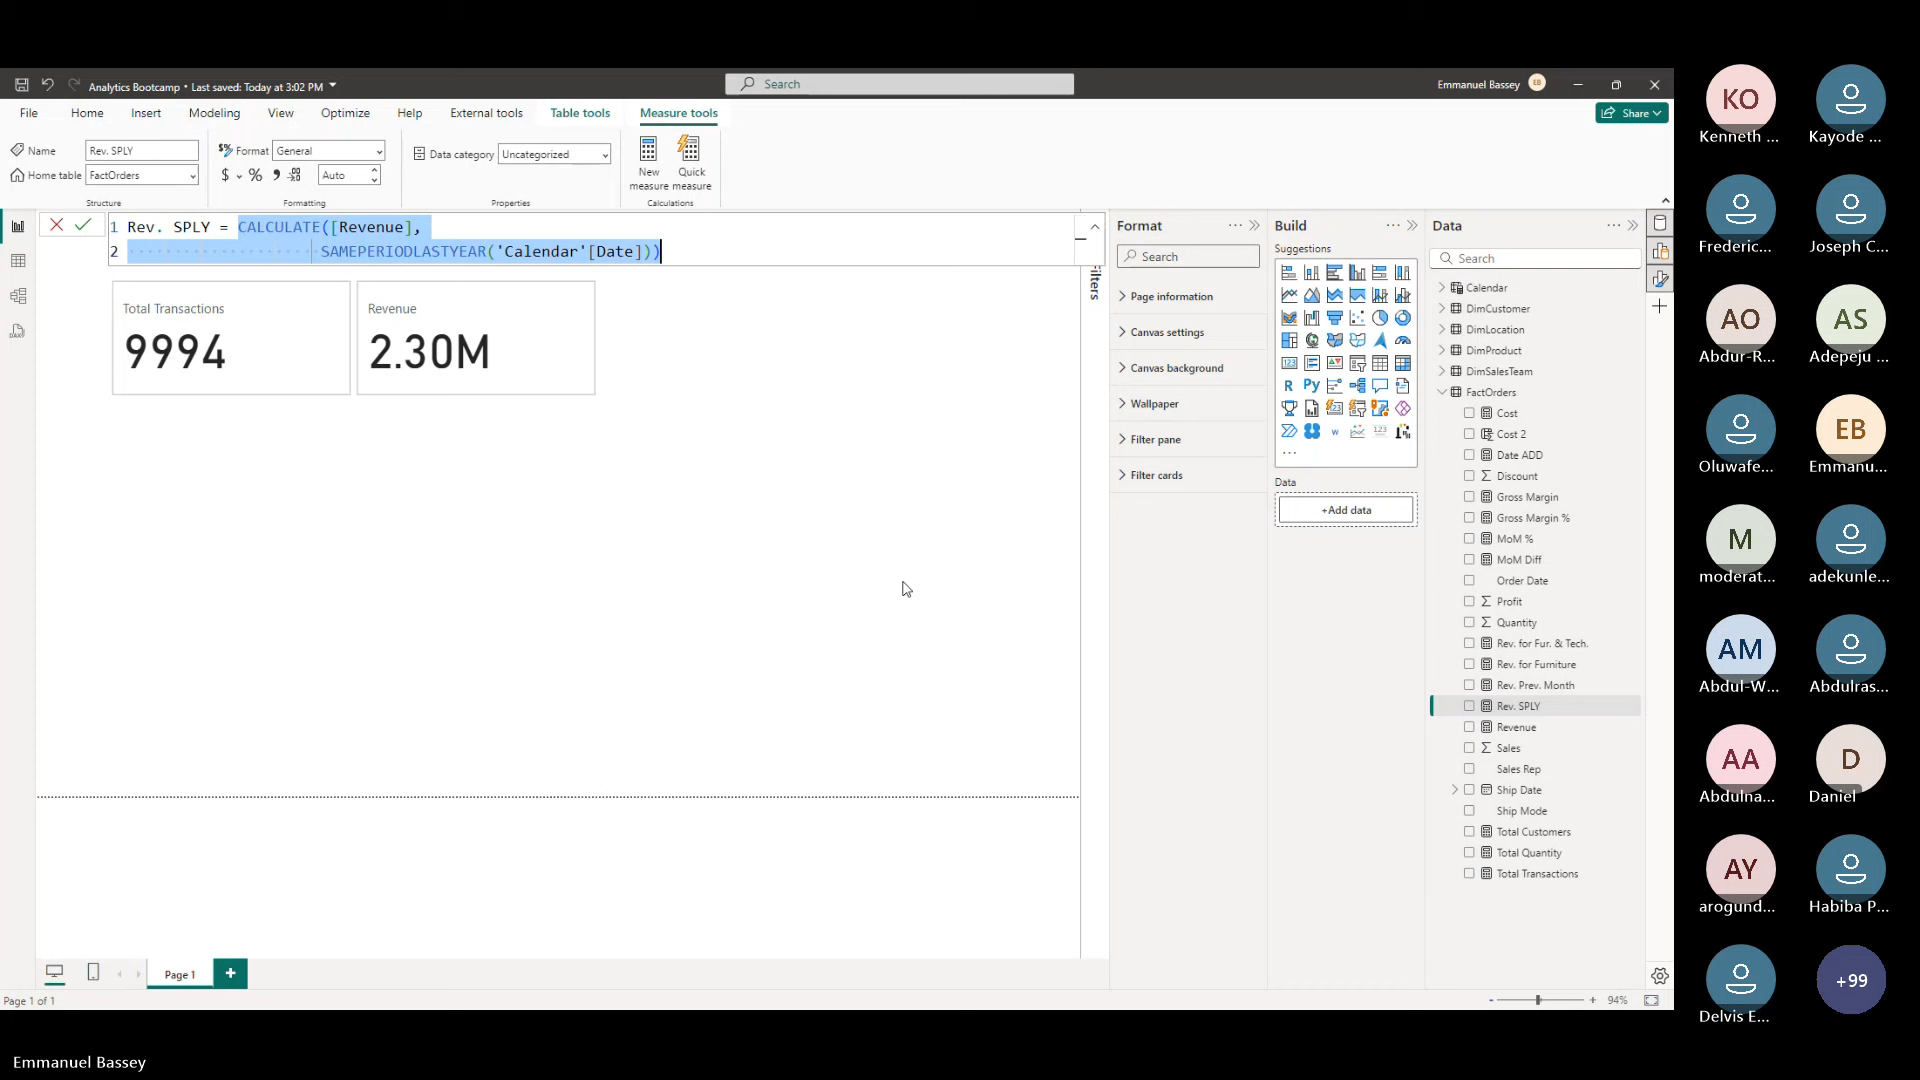 Analytics Bootcamp • Last saved: Today at 3:02 PM
Search
Emmanuel Bassey
EB
File
Home
Insert
Modeling
View
Optimize
Help
External tools
Table tools
Measure tools
Share
Name
Rev. SPLY
Home table
FactOrders
Structure
Format
General
$
%
Auto
Formatting
Data category
Uncategorized
Properties
New measure
Quick measure
Calculations
1 Rev. SPLY = CALCULATE([Revenue],
2 SAMEPERIODLASTYEAR('Calendar'[Date]))
Total Transactions
9994
Revenue
2.30M
Filters
Format
Search
Page information
Canvas settings
Canvas background
Wallpaper
Filter pane
Filter cards
Build
Suggestions
R
Py
123
Data
+Add data
Data
Search
Calendar
DimCustomer
DimLocation
DimProduct
DimSalesTeam
FactOrders
Cost
Cost 2
Date ADD
Discount
Gross Margin
Gross Margin %
MoM %
MoM Diff
Order Date
Profit
Quantity
Rev. for Fur. & Tech.
Rev. for Furniture
Rev. Prev. Month
Rev. SPLY
Revenue
Sales
Sales Rep
Ship Date
Ship Mode
Total Customers
Total Quantity
Total Transactions
Page 1
Page 1 of 1
94%
KO
Kenneth ...
Kayode ...
Frederic...
Joseph C...
AO
Abdur-R...
AS
Adepeju ...
Oluwafe...
EB
Emmanu...
M
moderat...
adekunle...
AM
Abdul-W...
Abdulras...
AA
Abdulna...
D
Daniel
AY
arogund...
Habiba P...
Delvis E...
+99
Emmanuel Bassey